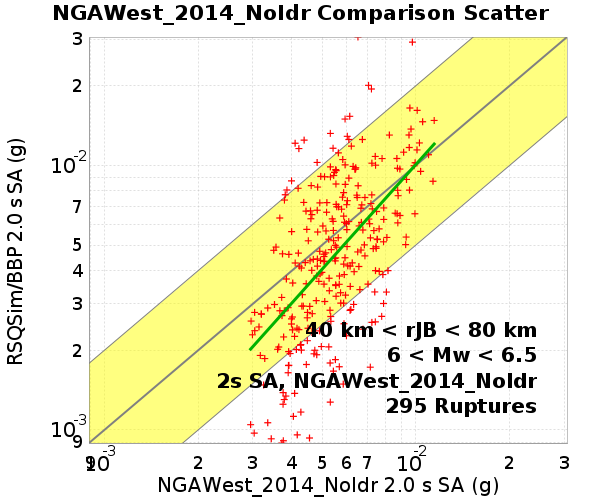 NGAWest_2014_NoIdr Comparison Scatter
RSQSim/BBP 2.0 s SA (g)
3
2
10-2
7
5
4
3
2
10-3
9
40 km < rJB < 80 km
6 < Mw < 6.5
2s SA, NGAWest_2014_NoIdr
295 Ruptures
9 10-3 2 3 4 5 6 7 10-2 2 3
NGAWest_2014_NoIdr 2.0 s SA (g)